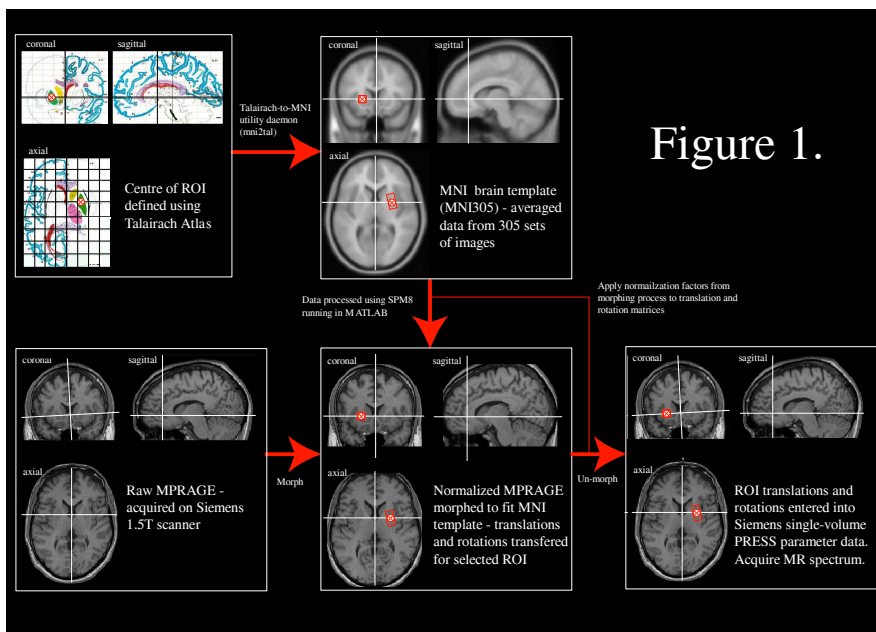 coronal
sagittal
axial
Centre of ROI
defined using
Talairach Atlas
Talairach-to-MNI
utility daemon
(mni2tal)
coronal
sagittal
axial
MNI brain template
(MNI305) - averaged
data from 305 sets
of images
Figure 1.
Data processed using SPM8
running in MATLAB
Apply normailzation factors from
morphing process to translation and
rotation matrices
coronal
sagittal
axial
Raw MPRAGE -
acquired on Siemens
1.5T scanner
Morph
coronal
sagittal
axial
Normalized MPRAGE
morphed to fit MNI
template - translations
and rotations transfered
for selected ROI
Un-morph
coronal
sagittal
axial
ROI translations and
rotations entered into
Siemens single-volume
PRESS parameter data.
Acquire MR spectrum.